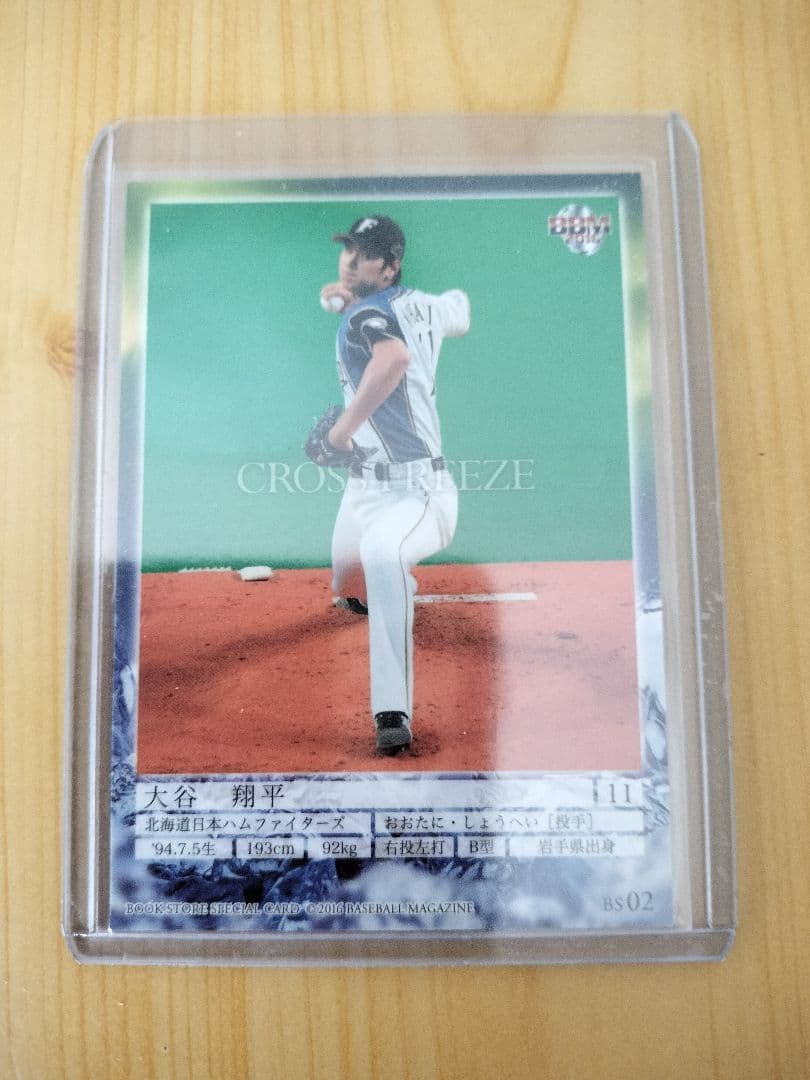 BBM
2016
F
11
CROSS FREEZE
大谷 翔平 11
北海道日本ハムファイターズ おおたに・しょうへい [投手]
'94.7.5生 193cm 92kg 右投左打 B型 岩手県出身
BOOK STORE SPECIAL CARD ©2016 BASEBALL MAGAZINE BS02